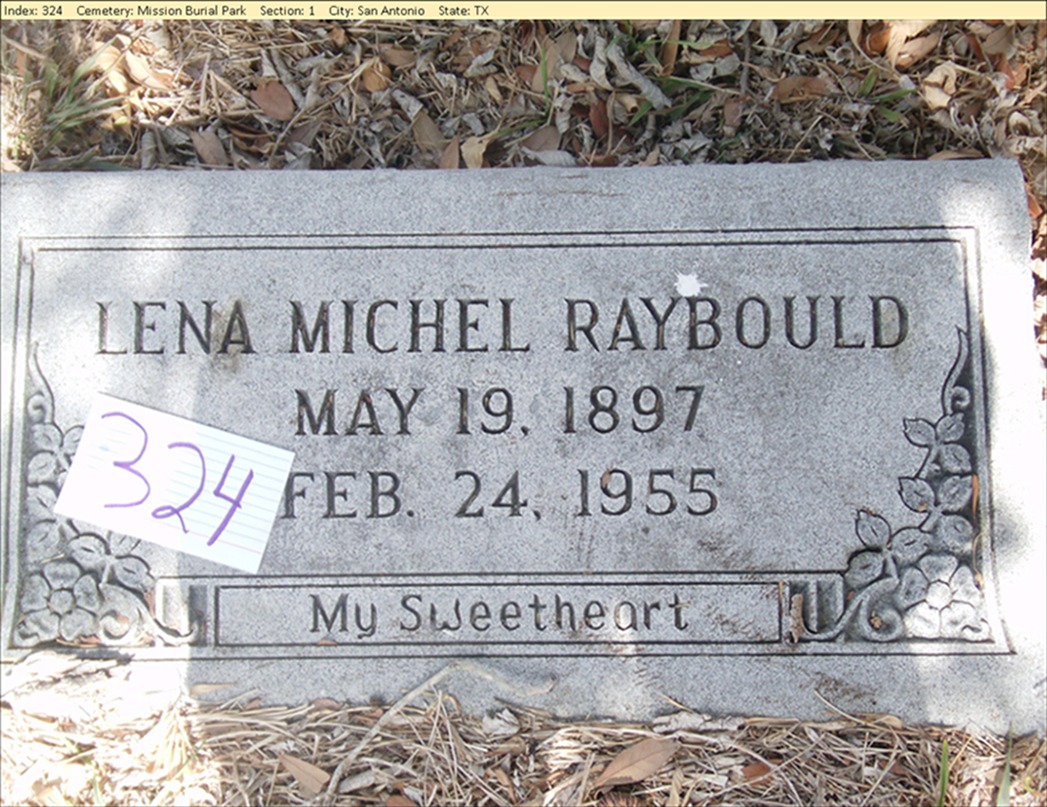 Index: 324 Cemetery: Mission Burial Park Section: 1 City: San Antonio State: TX
LENA MICHEL RAYBOULD
MAY 19, 1897
324
FEB. 24, 1955
My Sweetheart